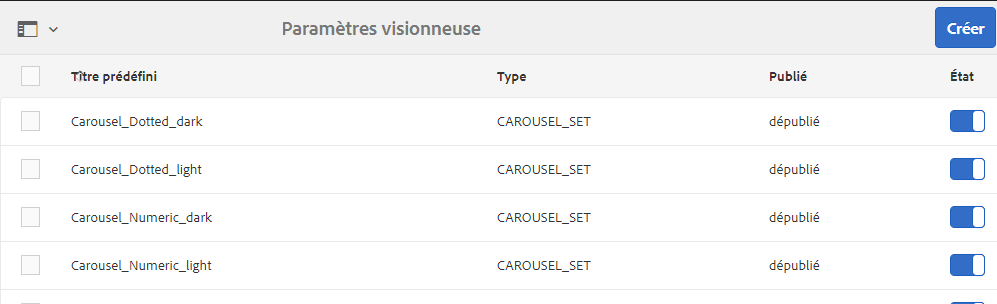 Paramètres visionneuse
Créer
Titre prédéfini Type Publié État
Carousel_Dotted_dark CAROUSEL_SET dépublié
Carousel_Dotted_light CAROUSEL_SET dépublié
Carousel_Numeric_dark CAROUSEL_SET dépublié
Carousel_Numeric_light CAROUSEL_SET dépublié